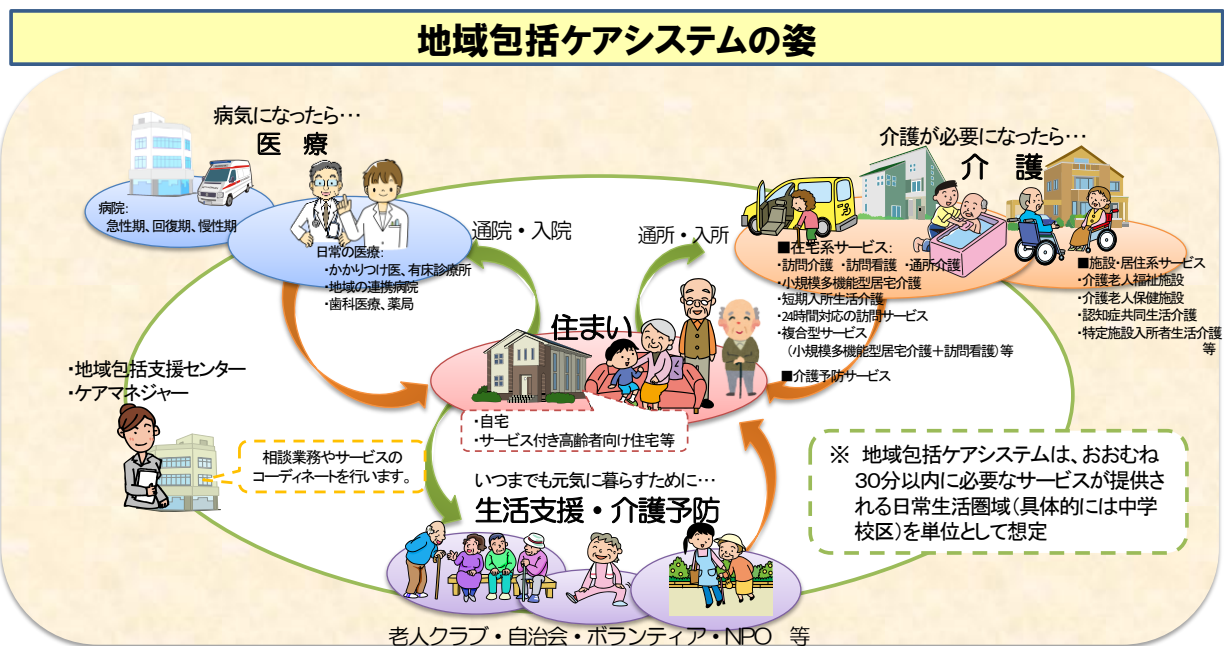 地域包括ケアシステムの姿
病気になったら･･･
医 療
病院:
急性期、回復期、慢性期
日常の医療:
・かかりつけ医、有床診療所
・地域の連携病院
・歯科医療、薬局
通院・入院
通所・入所
介護が必要になったら･･･
介 護
■在宅系サービス:
・訪問介護 ・訪問看護 ・通所介護
・小規模多機能型居宅介護
・短期入所生活介護
・24時間対応の訪問サービス
・複合型サービス
（小規模多機能型居宅介護＋訪問看護）等
■介護予防サービス
■施設・居住系サービス
・介護老人福祉施設
・介護老人保健施設
・認知症共同生活介護
・特定施設入所者生活介護
等
住まい
・自宅
・サービス付き高齢者向け住宅等
・地域包括支援センター
・ケアマネジャー
相談業務やサービスの
コーディネートを行います。
いつまでも元気に暮らすために･･･
生活支援・介護予防
※ 地域包括ケアシステムは、おおむね
30分以内に必要なサービスが提供さ
れる日常生活圏域（具体的には中学
校区）を単位として想定
老人クラブ・自治会・ボランティア・NPO 等